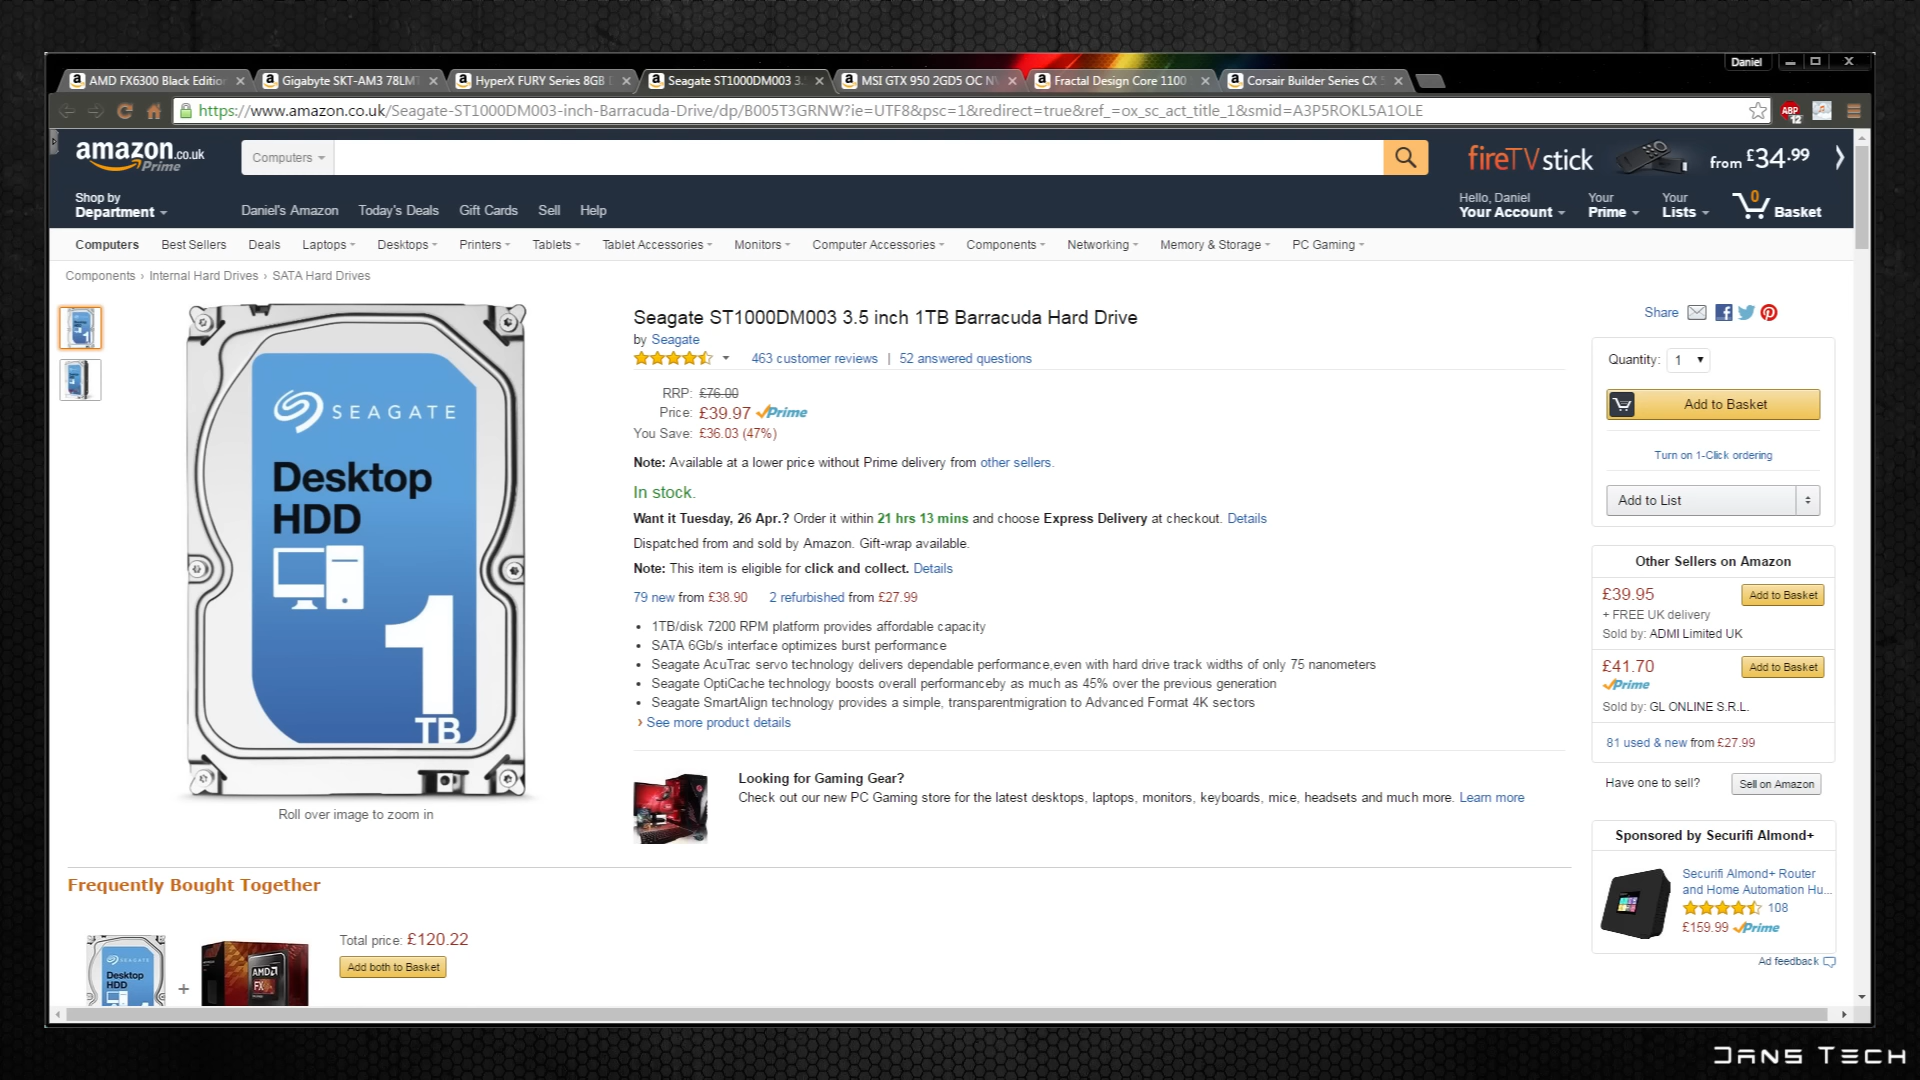 Daniel
AMD FX6300 Black Editio
Gigabyte SKT-AM3 78LMT
HyperX FURY Series 8GB D
Seagate ST1000DM003 3.
MSI GTX 950 2GD5 OC N
Fractal Design Core 1100
Corsair Builder Series CX 5
https://www.amazon.co.uk/Seagate-ST1000DM003-inch-Barracuda-Drive/dp/B005T3GRNW?ie=UTF8&psc=1&redirect=true&ref_=ox_sc_act_title_1&smid=A3P5ROKL5A1OLE
ABP
12
amazon.co.uk
Prime
Computers
fireTV stick
from £34.99
Shop by
Department
Daniel's Amazon
Today's Deals
Gift Cards
Sell
Help
Hello, Daniel
Your Account
Your
Prime
Your
Lists
0
Basket
Computers
Best Sellers
Deals
Laptops
Desktops
Printers
Tablets
Tablet Accessories
Monitors
Computer Accessories
Components
Networking
Memory & Storage
PC Gaming
Components › Internal Hard Drives › SATA Hard Drives
SEAGATE
Desktop
HDD
1
TB
Roll over image to zoom in
Seagate ST1000DM003 3.5 inch 1TB Barracuda Hard Drive
by Seagate
463 customer reviews | 52 answered questions
RRP: £76.00
Price: £39.97 Prime
You Save: £36.03 (47%)
Note: Available at a lower price without Prime delivery from other sellers.
In stock.
Want it Tuesday, 26 Apr.? Order it within 21 hrs 13 mins and choose Express Delivery at checkout. Details
Dispatched from and sold by Amazon. Gift-wrap available.
Note: This item is eligible for click and collect. Details
79 new from £38.90 2 refurbished from £27.99
• 1TB/disk 7200 RPM platform provides affordable capacity
• SATA 6Gb/s interface optimizes burst performance
• Seagate AcuTrac servo technology delivers dependable performance,even with hard drive track widths of only 75 nanometers
• Seagate OptiCache technology boosts overall performanceby as much as 45% over the previous generation
• Seagate SmartAlign technology provides a simple, transparentmigration to Advanced Format 4K sectors
› See more product details
Looking for Gaming Gear?
Check out our new PC Gaming store for the latest desktops, laptops, monitors, keyboards, mice, headsets and much more. Learn more
Share
Quantity: 1
Add to Basket
Turn on 1-Click ordering
Add to List
Other Sellers on Amazon
£39.95
Add to Basket
+ FREE UK delivery
Sold by: ADMI Limited UK
£41.70
Add to Basket
Prime
Sold by: GL ONLINE S.R.L.
81 used & new from £27.99
Have one to sell?
Sell on Amazon
Sponsored by Securifi Almond+
Securifi Almond+ Router
and Home Automation Hu...
108
£159.99 Prime
Ad feedback
Frequently Bought Together
SEAGATE
Desktop
HDD
+
AMD
FX
Total price: £120.22
Add both to Basket
DANS TECH